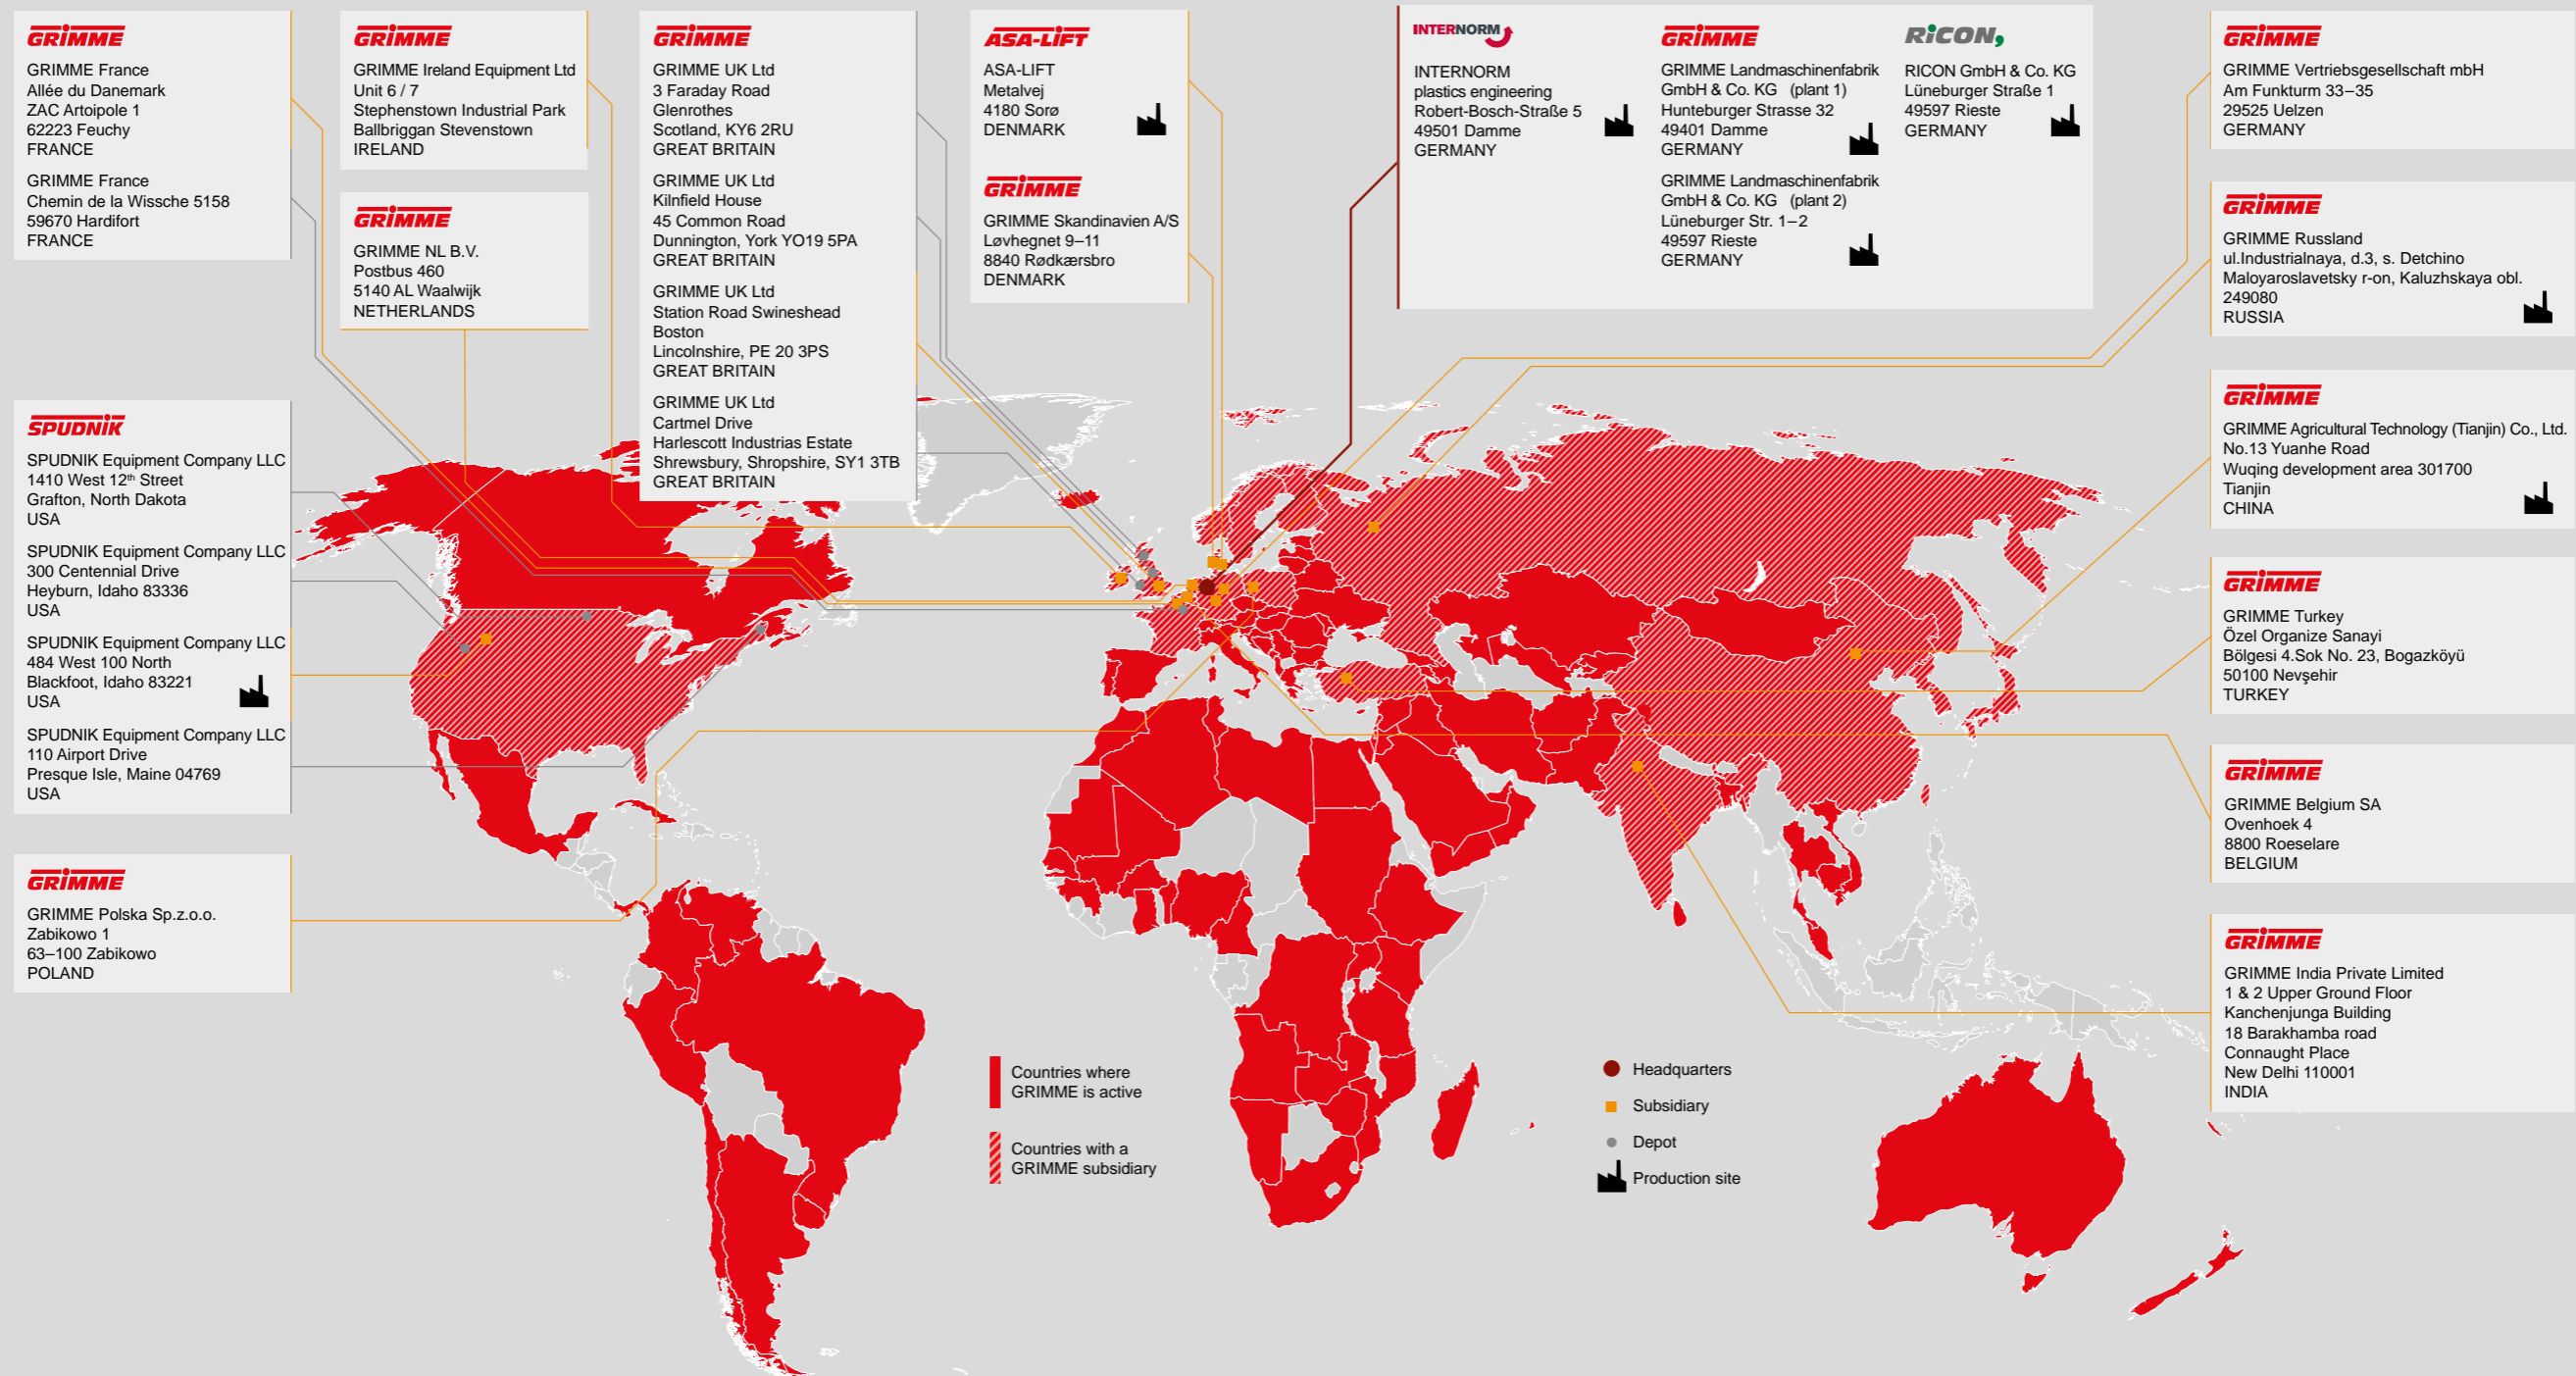 GRIMME
GRIMME France
Allée du Danemark
ZAC Artoipole 1
62223 Feuchy
FRANCE
GRIMME France
Chemin de la Wissche 5158
59670 Hardifort
FRANCE
GRIMME
GRIMME Ireland Equipment Ltd
Unit 6 / 7
Stephenstown Industrial Park
Ballbriggan Stevenstown
IRELAND
GRIMME
GRIMME NL B.V.
Postbus 460
5140 AL Waalwijk
NETHERLANDS
GRIMME
GRIMME UK Ltd
3 Faraday Road
Glenrothes
Scotland, KY6 2RU
GREAT BRITAIN
GRIMME UK Ltd
Kilnfield House
45 Common Road
Dunnington, York YO19 5PA
GREAT BRITAIN
GRIMME UK Ltd
Station Road Swineshead
Boston
Lincolnshire, PE 20 3PS
GREAT BRITAIN
GRIMME UK Ltd
Cartmel Drive
Harlescott Industrias Estate
Shrewsbury, Shropshire, SY1 3TB
GREAT BRITAIN
ASA-LIFT
ASA-LIFT
Metalvej
4180 Sorø
DENMARK
GRIMME
GRIMME Skandinavien A/S
Løvhegnet 9–11
8840 Rødkærsbro
DENMARK
INTERNORM
INTERNORM
plastics engineering
Robert-Bosch-Straße 5
49501 Damme
GERMANY
GRIMME
GRIMME Landmaschinenfabrik
GmbH & Co. KG (plant 1)
Hunteburger Strasse 32
49401 Damme
GERMANY
GRIMME Landmaschinenfabrik
GmbH & Co. KG (plant 2)
Lüneburger Str. 1–2
49597 Rieste
GERMANY
RICON,
RICON GmbH & Co. KG
Lüneburger Straße 1
49597 Rieste
GERMANY
GRIMME
GRIMME Vertriebsgesellschaft mbH
Am Funkturm 33–35
29525 Uelzen
GERMANY
GRIMME
GRIMME Russland
ul.Industrialnaya, d.3, s. Detchino
Maloyaroslavetsky r-on, Kaluzhskaya obl.
249080
RUSSIA
GRIMME
GRIMME Agricultural Technology (Tianjin) Co., Ltd.
No.13 Yuanhe Road
Wuqing development area 301700
Tianjin
CHINA
GRIMME
GRIMME Turkey
Özel Organize Sanayi
Bölgesi 4.Sok No. 23, Bogazköyü
50100 Nevşehir
TURKEY
GRIMME
GRIMME Belgium SA
Ovenhoek 4
8800 Roeselare
BELGIUM
GRIMME
GRIMME India Private Limited
1 & 2 Upper Ground Floor
Kanchenjunga Building
18 Barakhamba road
Connaught Place
New Delhi 110001
INDIA
SPUDNIK
SPUDNIK Equipment Company LLC
1410 West 12th Street
Grafton, North Dakota
USA
SPUDNIK Equipment Company LLC
300 Centennial Drive
Heyburn, Idaho 83336
USA
SPUDNIK Equipment Company LLC
484 West 100 North
Blackfoot, Idaho 83221
USA
SPUDNIK Equipment Company LLC
110 Airport Drive
Presque Isle, Maine 04769
USA
GRIMME
GRIMME Polska Sp.z.o.o.
Zabikowo 1
63–100 Zabikowo
POLAND
Countries where
GRIMME is active
Countries with a
GRIMME subsidiary
Headquarters
Subsidiary
Depot
Production site